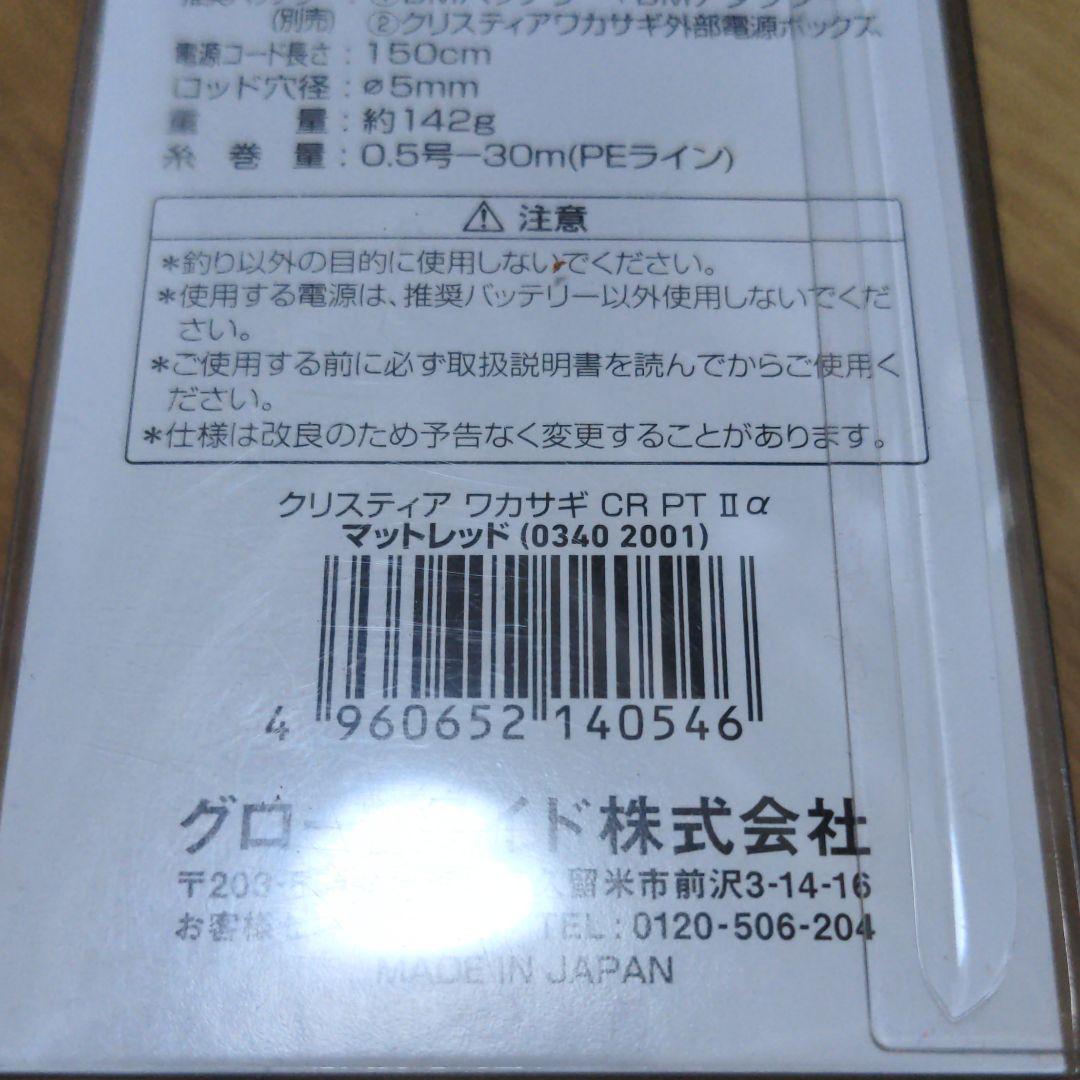 (別売) ②クリスティアワカサギ外部電源ボックス
電源コード長さ : 150cm
ロッド穴径 : ø5mm
重 量 : 約142g
糸 巻 量 : 0.5号−30m(PEライン)
⚠ 注意
*釣り以外の目的に使用しないでください。
*使用する電源は、推奨バッテリー以外使用しないでくだ
さい。
*ご使用する前に必ず取扱説明書を読んでからご使用く
ださい。
*仕様は改良のため予告なく変更することがあります。
クリスティア ワカサギ CR PT Ⅱα
マットレッド(0340 2001)
4 960652 140546
グロー イド株式会社
〒203- 久留米市前沢3-14-16
お客様 TEL : 0120-506-204
MADE IN JAPAN